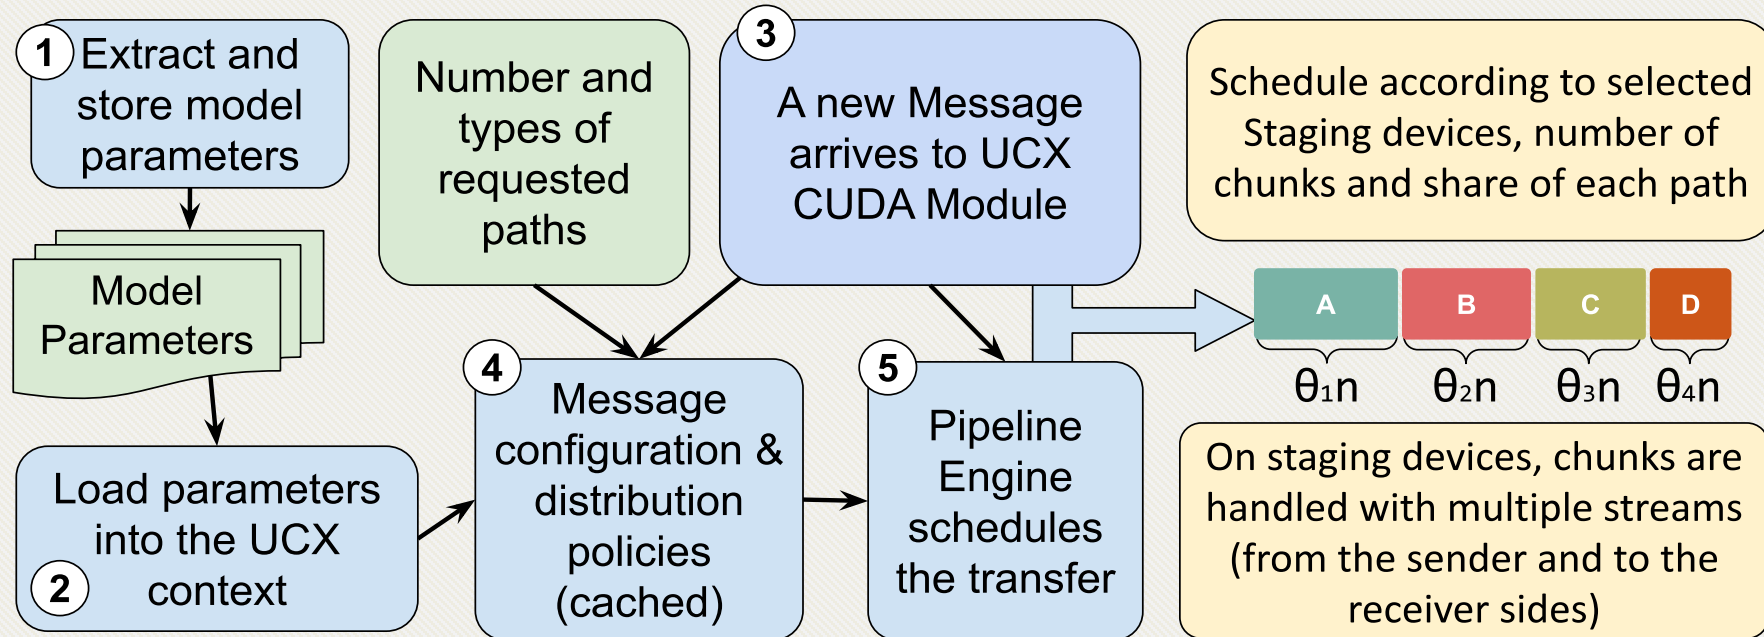 1
Extract and
store model
parameters
Model
Parameters
Load parameters
into the UCX
context
2
Number and
types of
requested
paths
3
A new Message
arrives to UCX
CUDA Module
4
Message
configuration &
distribution
policies
(cached)
5
Pipeline
Engine
schedules
the transfer
Schedule according to selected
Staging devices, number of
chunks and share of each path
A B C D
θ₁n θ₂n θ₃n θ₄n
On staging devices, chunks are
handled with multiple streams
(from the sender and to the
receiver sides)